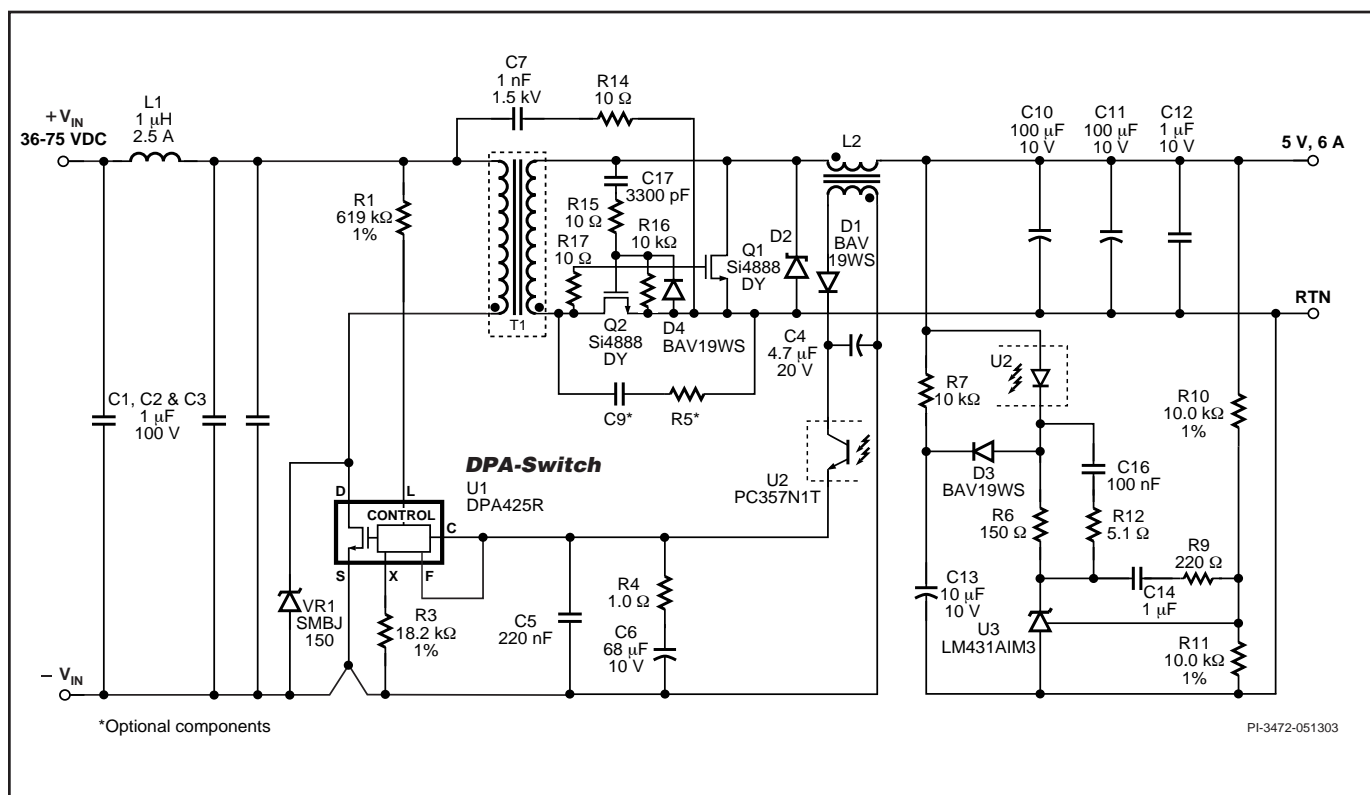 C7
1 nF
1.5 kV
R14
10 Ω
L1
1 µH
2.5 A
+ VIN
36-75 VDC
C10
100 µF
10 V
C11
100 µF
10 V
C12
1 µF
10 V
5 V, 6 A
L2
C17
3300 pF
R1
619 kΩ
1%
R15
10 Ω
R16
10 kΩ
R17
10 Ω
Q1
Si4888
DY
D2
D1
BAV
19WS
RTN
T1
Q2
Si4888
DY
D4
BAV19WS
C4
4.7 µF
20 V
U2
R7
10 kΩ
R10
10.0 kΩ
1%
C1, C2 & C3
1 µF
100 V
C9*
R5*
DPA-Switch
U1
DPA425R
D
L
CONTROL
C
S
X
F
U2
PC357N1T
D3
BAV19WS
C16
100 nF
R6
150 Ω
R12
5.1 Ω
R9
220 Ω
C14
1 µF
C13
10 µF
10 V
U3
LM431AIM3
R11
10.0 kΩ
1%
VR1
SMBJ
150
R3
18.2 kΩ
1%
C5
220 nF
R4
1.0 Ω
C6
68 µF
10 V
− VIN
*Optional components
PI-3472-051303